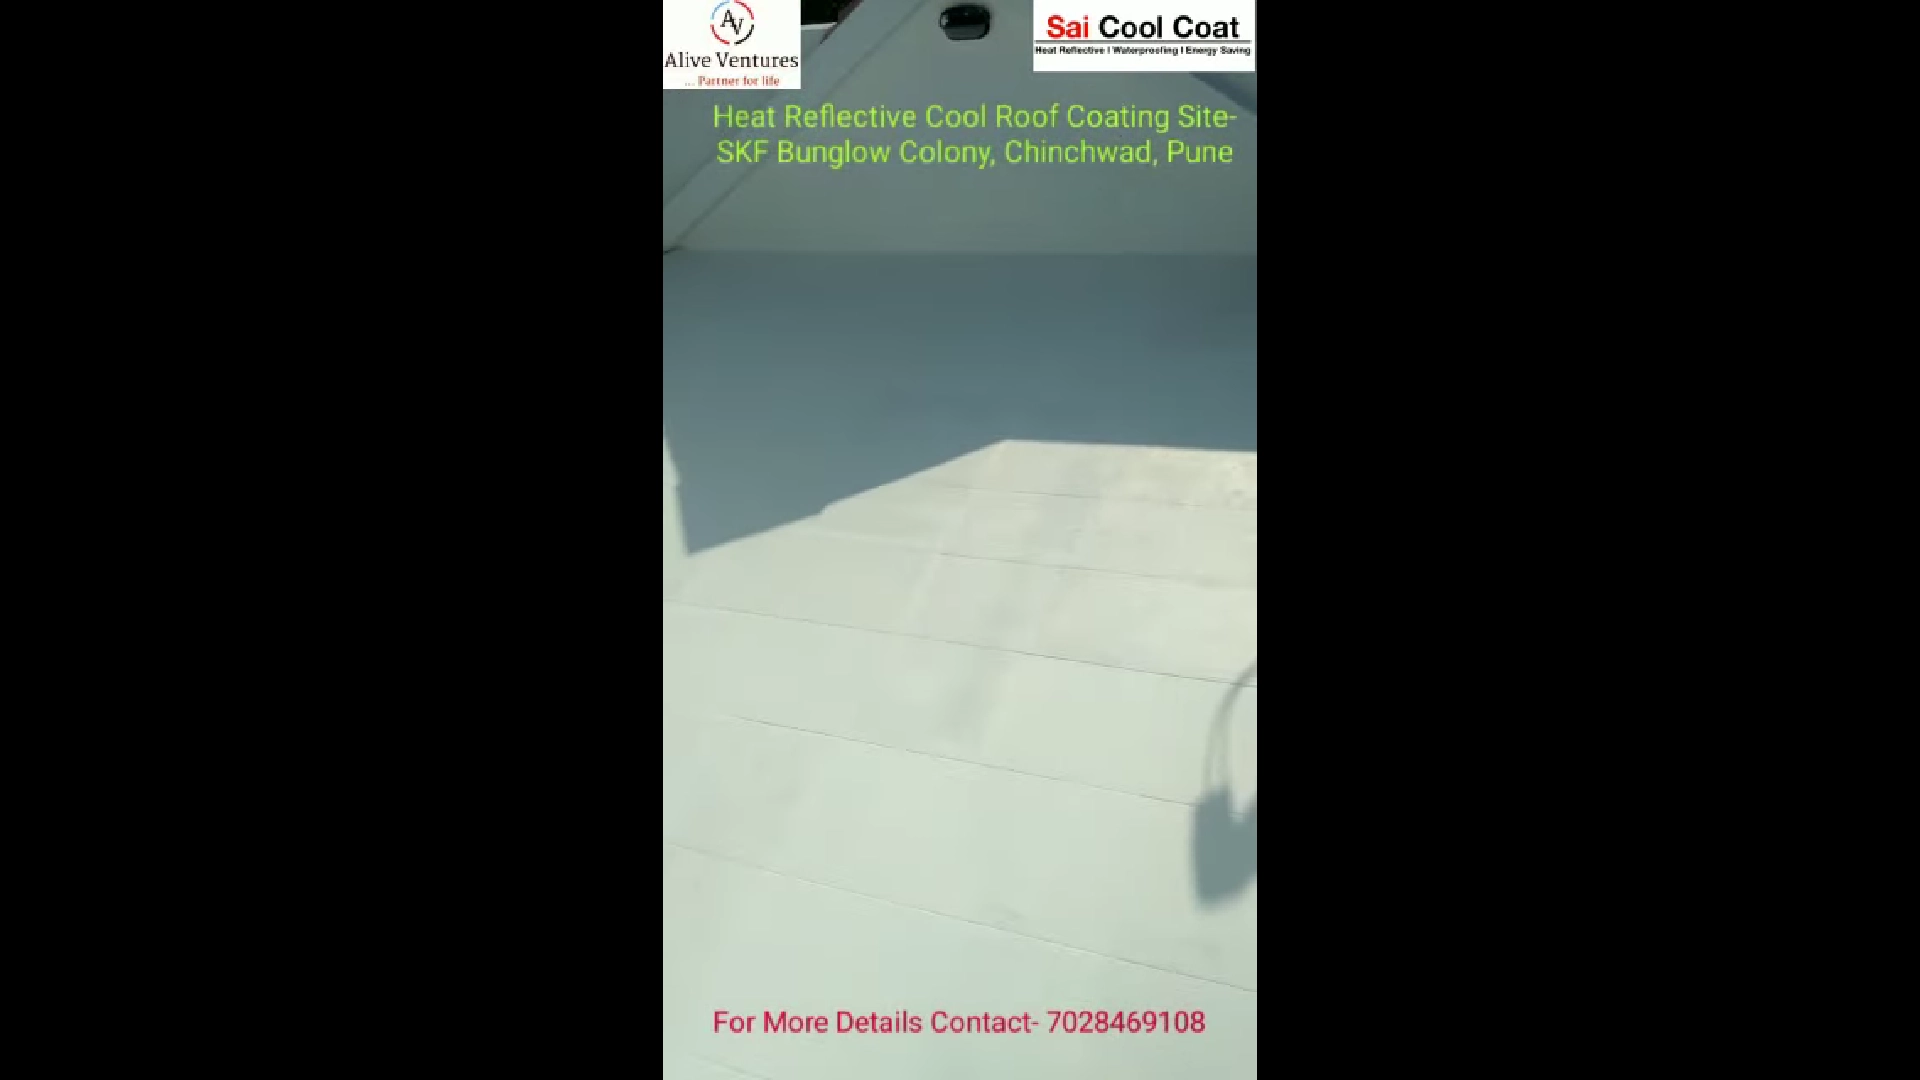 AV
Alive Ventures
... Partner for life
Sai Cool Coat
Heat Reflective I Waterproofing I Energy Saving
Heat Reflective Cool Roof Coating Site-
SKF Bunglow Colony, Chinchwad, Pune
For More Details Contact- 7028469108